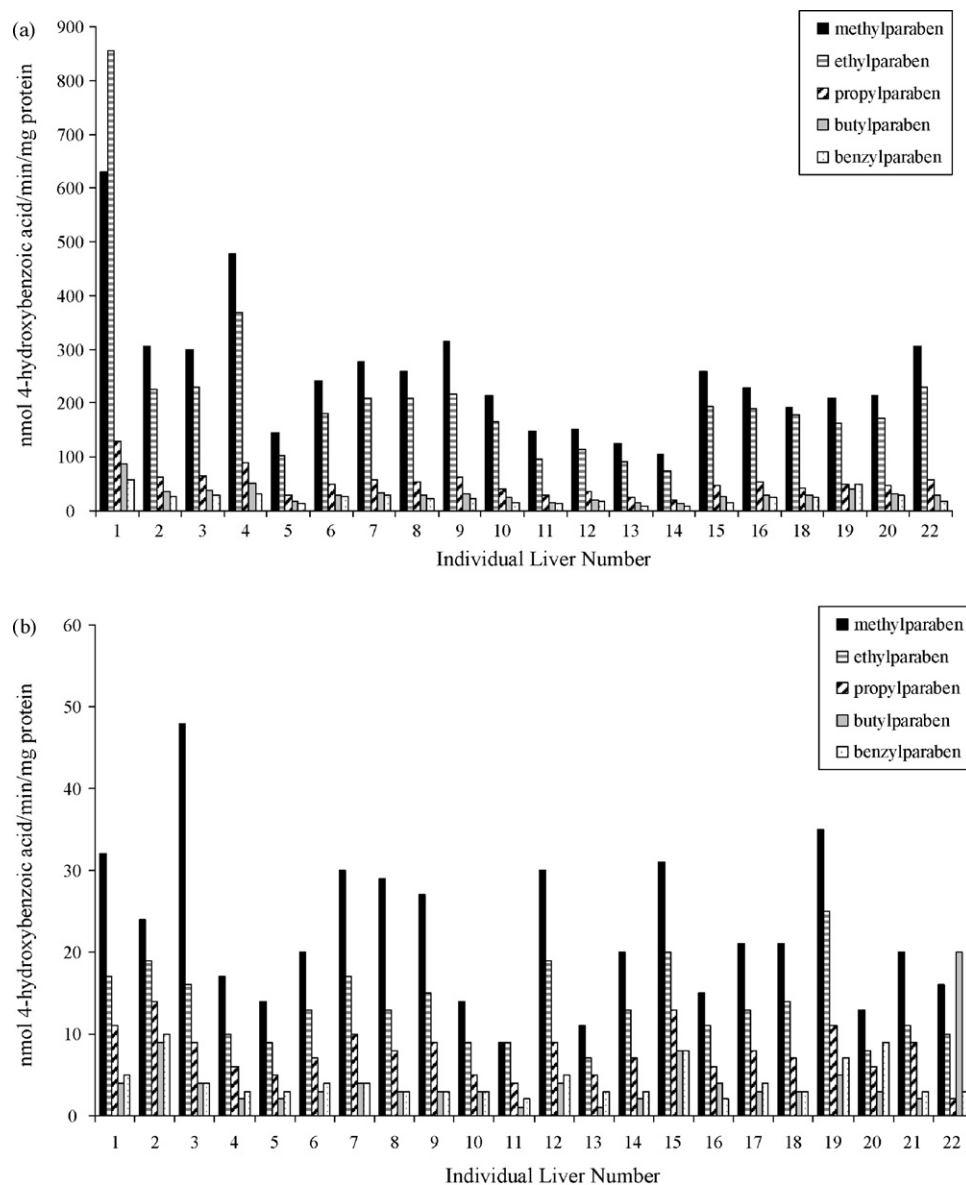 (a)
nmol 4-hydroxybenzoic acid/min/mg protein
900
800
700
600
500
400
300
200
100
0
methylparaben
ethylparaben
propylparaben
butylparaben
benzylparaben
1 2 3 4 5 6 7 8 9 10 11 12 13 14 15 16 18 19 20 22
Individual Liver Number
(b)
nmol 4-hydroxybenzoic acid/min/mg protein
60
50
40
30
20
10
0
methylparaben
ethylparaben
propylparaben
butylparaben
benzylparaben
1 2 3 4 5 6 7 8 9 10 11 12 13 14 15 16 17 18 19 20 21 22
Individual Liver Number